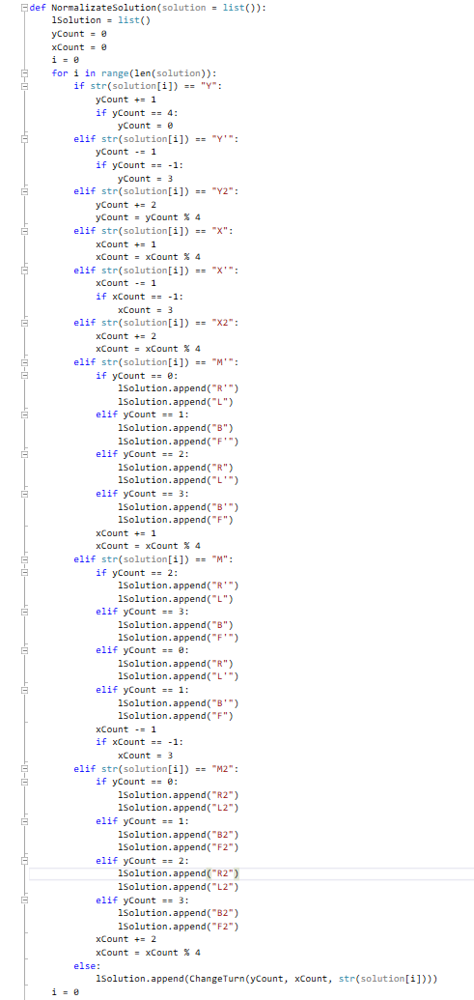 def NormalizateSolution(solution = list()):
    lSolution = list()
    yCount = 0
    xCount = 0
    i = 0
    for i in range(len(solution)):
        if str(solution[i]) == "Y":
            yCount += 1
            if yCount == 4:
                yCount = 0
        elif str(solution[i]) == "Y'":
            yCount -= 1
            if yCount == -1:
                yCount = 3
        elif str(solution[i]) == "Y2":
            yCount += 2
            yCount = yCount % 4
        elif str(solution[i]) == "X":
            xCount += 1
            xCount = xCount % 4
        elif str(solution[i]) == "X'":
            xCount -= 1
            if xCount == -1:
                xCount = 3
        elif str(solution[i]) == "X2":
            xCount += 2
            xCount = xCount % 4
        elif str(solution[i]) == "M'":
            if yCount == 0:
                lSolution.append("R'")
                lSolution.append("L")
            elif yCount == 1:
                lSolution.append("B")
                lSolution.append("F'")
            elif yCount == 2:
                lSolution.append("R")
                lSolution.append("L'")
            elif yCount == 3:
                lSolution.append("B'")
                lSolution.append("F")
            xCount += 1
            xCount = xCount % 4
        elif str(solution[i]) == "M":
            if yCount == 2:
                lSolution.append("R'")
                lSolution.append("L")
            elif yCount == 3:
                lSolution.append("B")
                lSolution.append("F'")
            elif yCount == 0:
                lSolution.append("R")
                lSolution.append("L'")
            elif yCount == 1:
                lSolution.append("B'")
                lSolution.append("F")
            xCount -= 1
            if xCount == -1:
                xCount = 3
        elif str(solution[i]) == "M2":
            if yCount == 0:
                lSolution.append("R2")
                lSolution.append("L2")
            elif yCount == 1:
                lSolution.append("B2")
                lSolution.append("F2")
            elif yCount == 2:
                lSolution.append("R2")
                lSolution.append("L2")
            elif yCount == 3:
                lSolution.append("B2")
                lSolution.append("F2")
            xCount += 2
            xCount = xCount % 4
        else:
            lSolution.append(ChangeTurn(yCount, xCount, str(solution[i])))
    i = 0